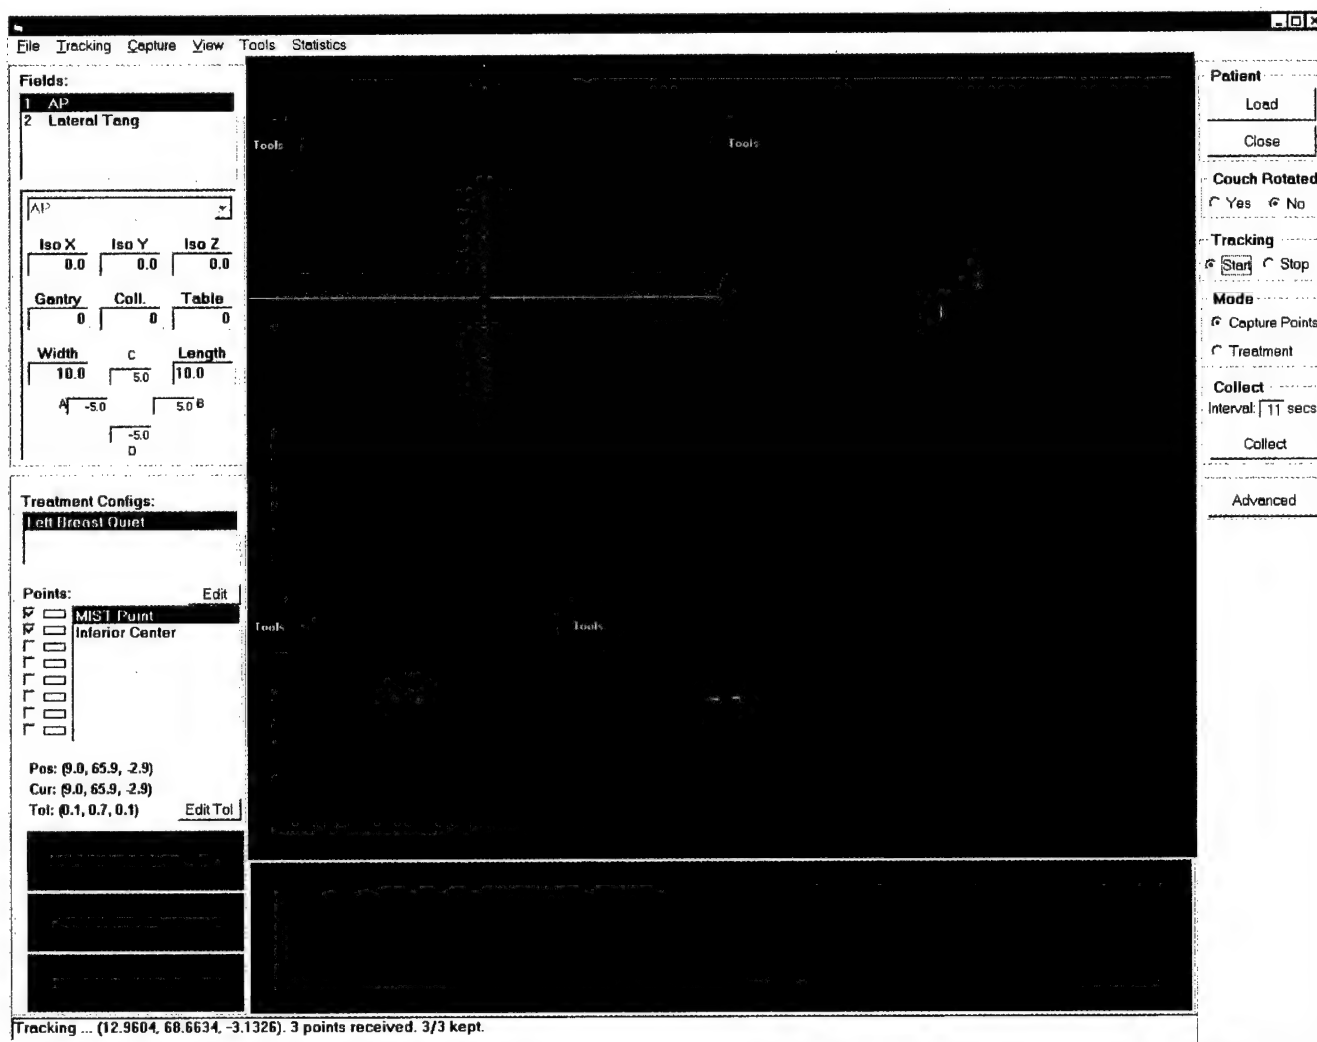 File Tracking Capture View Tools Statistics
Fields:
1 AP
2 Lateral Tang
AP
Iso X Iso Y Iso Z
0.0 0.0 0.0
Gantry Coll. Table
0 0 0
Width C Length
10.0 5.0 10.0
A -5.0 5.0 B
-5.0
D
Treatment Configs:
Left Breast Quiet
Points: Edit
MIST Point
Inferior Center
Pos: (9.0, 65.9, -2.9)
Cur: (9.0, 65.9, -2.9)
Tol: (0.1, 0.7, 0.1) Edit Tol
Tools
Tools
Tools
Tools
Patient
Load
Close
Couch Rotated
Yes No
Tracking
Start Stop
Mode
Capture Points
Treatment
Collect
Interval: 11 secs
Collect
Advanced
Tracking ... (12.9604, 68.6634, -3.1326). 3 points received. 3/3 kept.